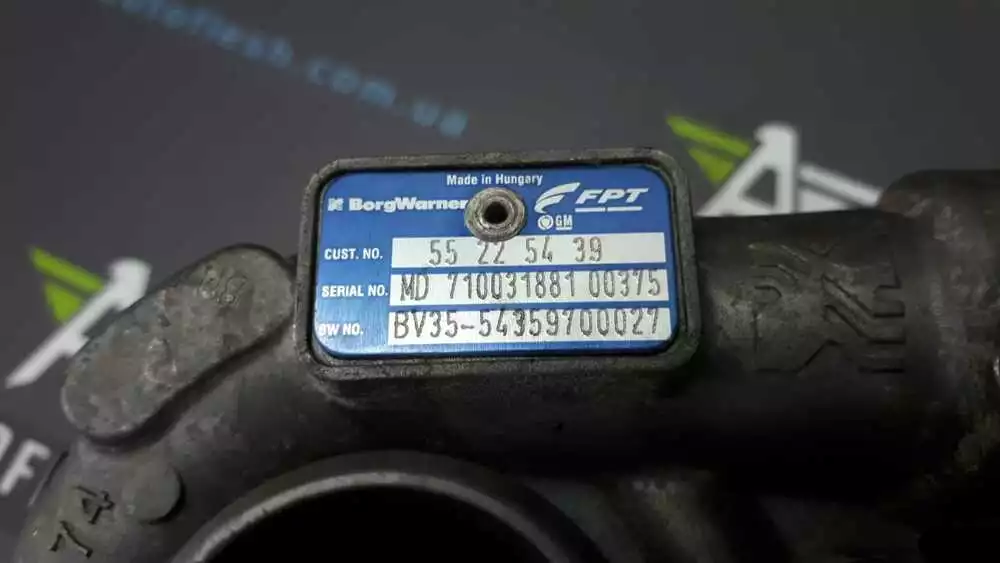 Made in Hungary
BorgWarner
FPT
GM
CUST. NO. 55 22 54 39
SERIAL NO. MD 710031881 00375
BW NO. BV35-54359700027
74